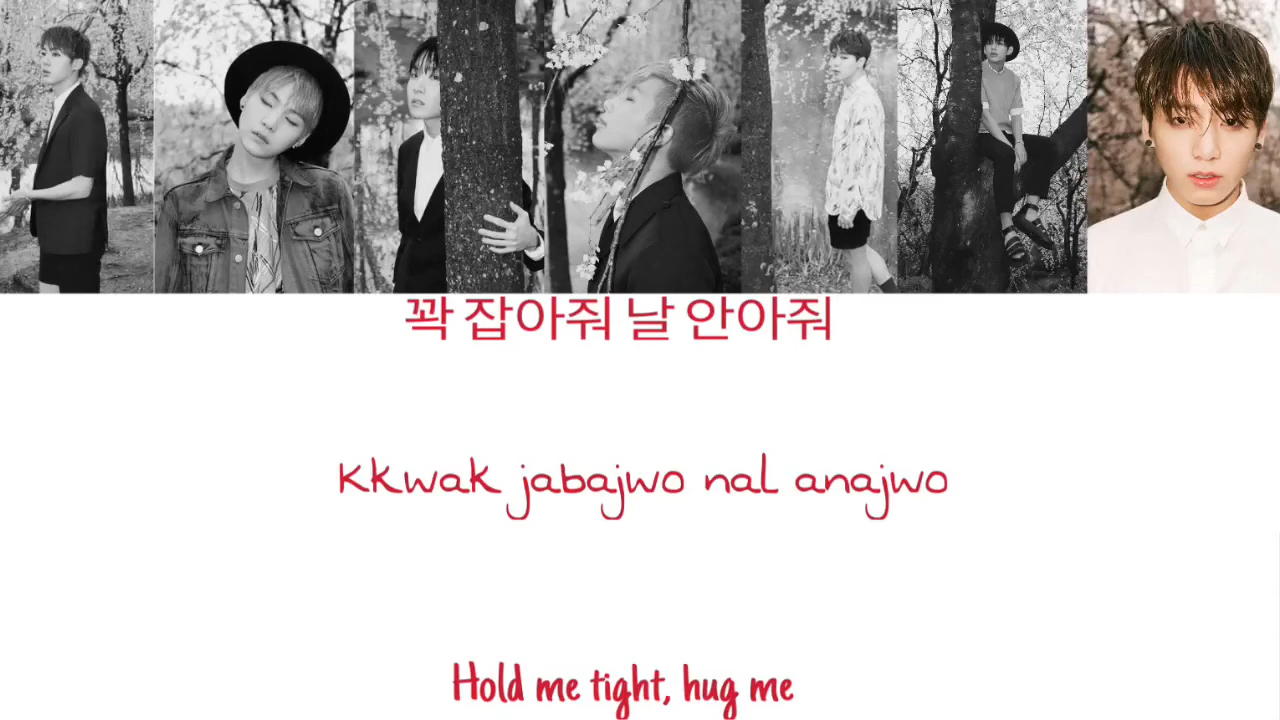 꽉 잡아줘 날 안아줘
Kkwak jabajwo nal anajwo
Hold me tight, hug me